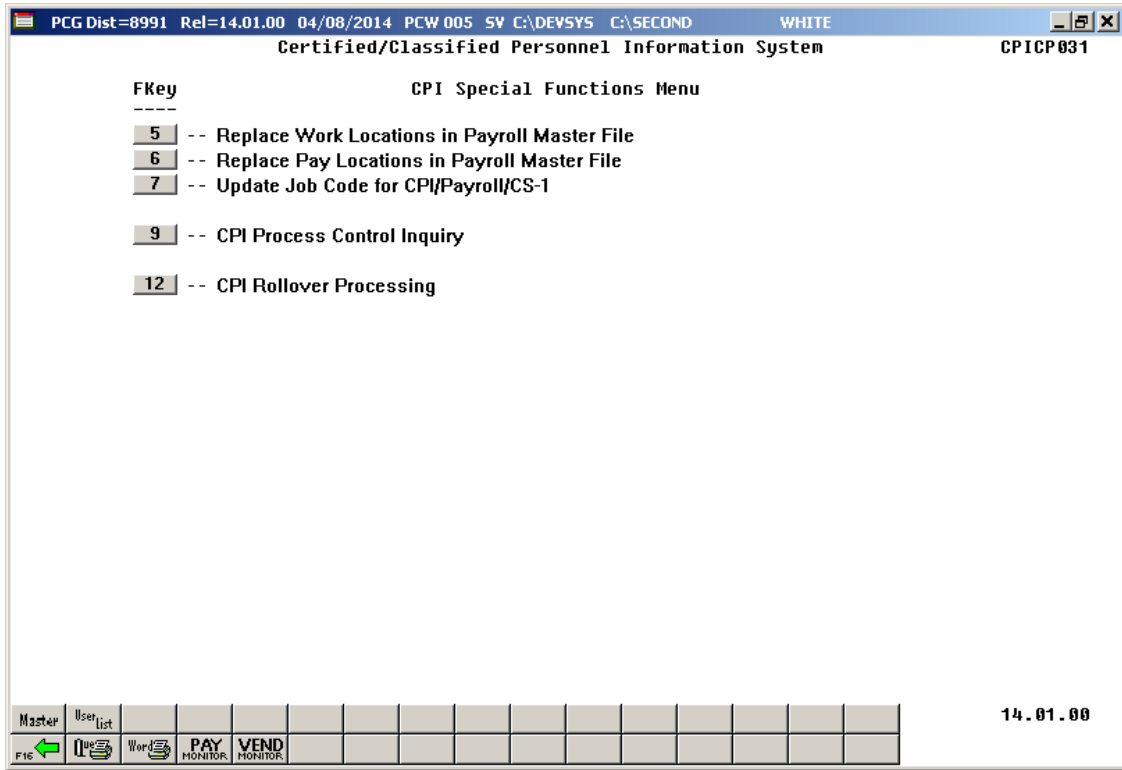 PCG Dist=8991 Rel=14.01.00 04/08/2014 PCW 005 SV C:\DEVSYS C:\SECOND WHITE
Certified/Classified Personnel Information System CPICP031
FKey CPI Special Functions Menu
----
5 -- Replace Work Locations in Payroll Master File
6 -- Replace Pay Locations in Payroll Master File
7 -- Update Job Code for CPI/Payroll/CS-1
9 -- CPI Process Control Inquiry
12 -- CPI Rollover Processing
Master User List 14.01.00
F16 Que Word PAY MONITOR VEND MONITOR